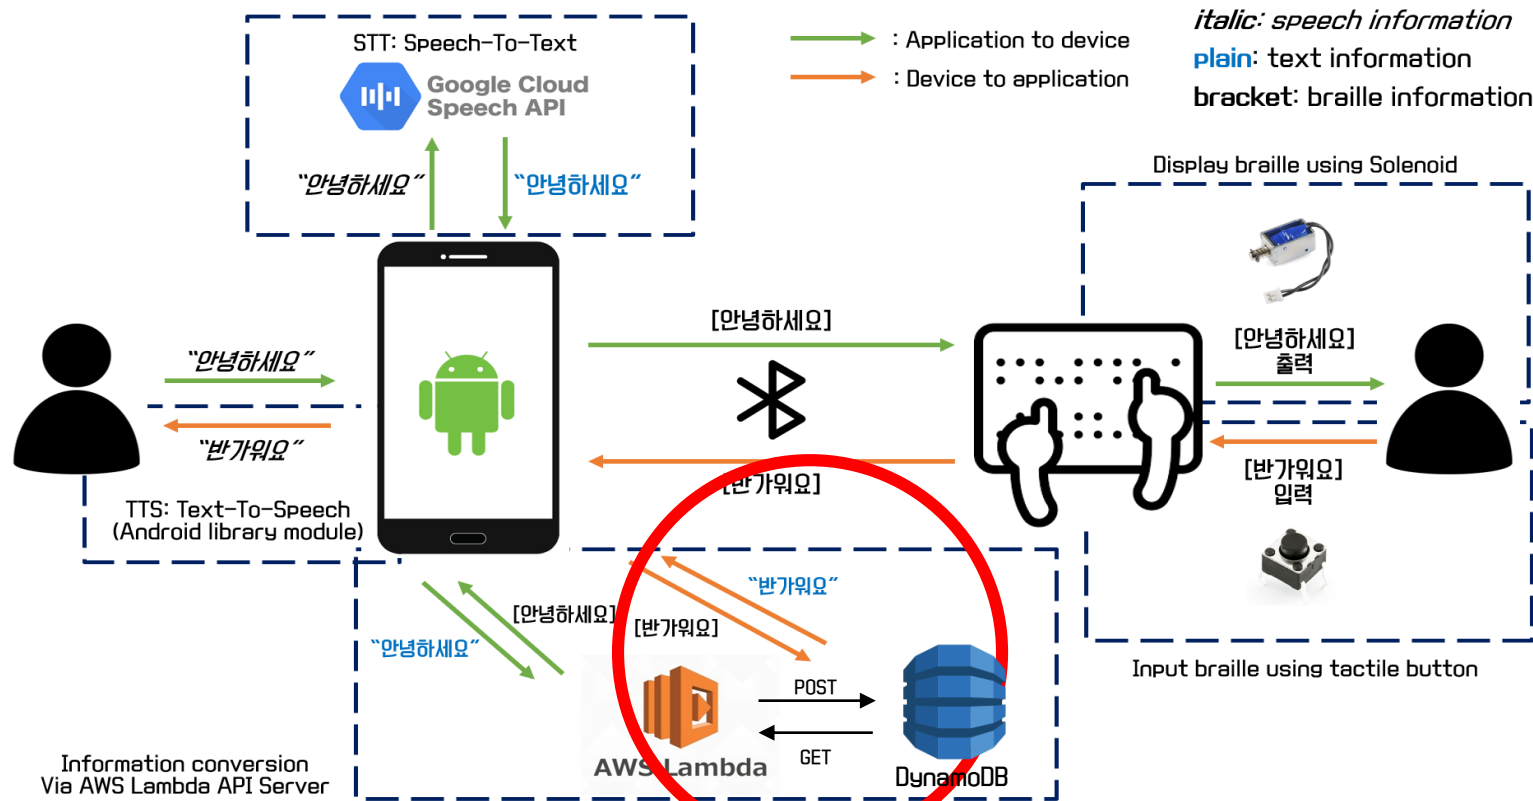 STT: Speech-To-Text
Google Cloud
Speech API
: Application to device
: Device to application
italic: speech information
plain: text information
bracket: braille information
"안녕하세요"
"안녕하세요"
Display braille using Solenoid
[안녕하세요]
[안녕하세요]
출력
"안녕하세요"
"반가워요"
[반가워요]
[반가워요]
입력
TTS: Text-To-Speech
(Android library module)
"반가워요"
[안녕하세요]
[반가워요]
"안녕하세요"
Input braille using tactile button
POST
GET
AWS Lambda
DynamoDB
Information conversion
Via AWS Lambda API Server